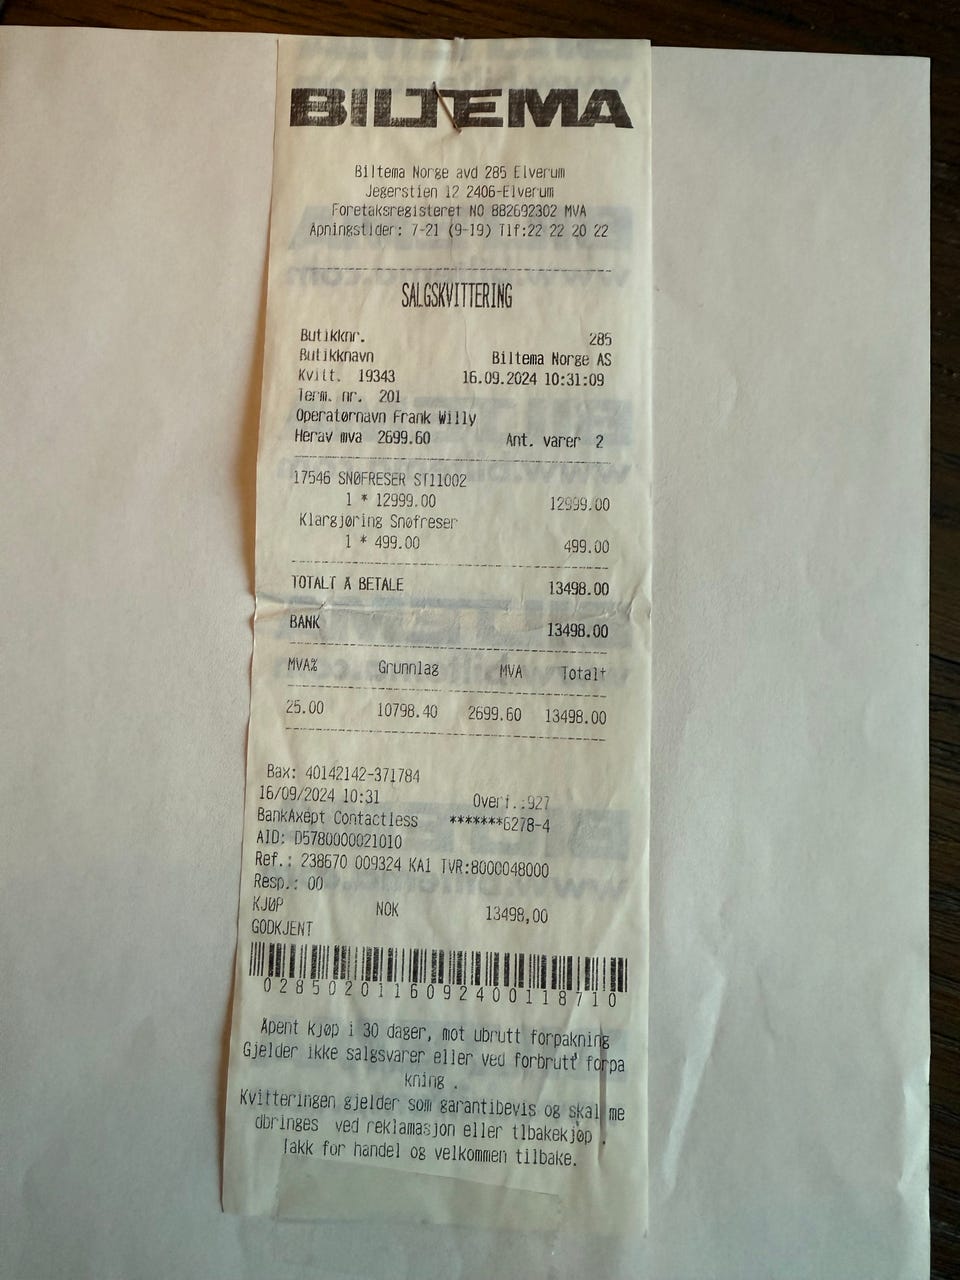 BILTEMA
Biltema Norge avd 285 Elverum
Jegerstien 12 2406-Elverum
Foretaksregisteret NO 882692302 MVA
Åpningstider: 7-21 (9-19) Tlf:22 22 20 22
SALGSKVITTERING
Butikknr. 285
Butikknavn Biltema Norge AS
Kvitt. 19343 16.09.2024 10:31:09
Term. nr. 201
Operatørnavn Frank Willy
Herav mva 2699.60 Ant. varer 2
17546 SNØFRESER ST11002
1 * 12999.00 12999.00
Klargjøring Snøfreser
1 * 499.00 499.00
TOTALT Å BETALE 13498.00
BANK 13498.00
MVA% Grunnlag MVA Totalt
25.00 10798.40 2699.60 13498.00
Bax: 40142142-371784
16/09/2024 10:31 Overf.:927
BankAxept Contactless *******6278-4
AID: D5780000021010
Ref.: 238670 009324 KA1 TVR:8000048000
Resp.: 00
KJØP NOK 13498,00
GODKJENT
0285020116092400118710
Åpent kjøp i 30 dager, mot ubrutt forpakning
Gjelder ikke salgsvarer eller ved forbrutt forpa
kning .
Kvitteringen gjelder som garantibevis og skal me
dbringes ved reklamasjon eller tlbakekjøp .
Takk for handel og velkommen tilbake.